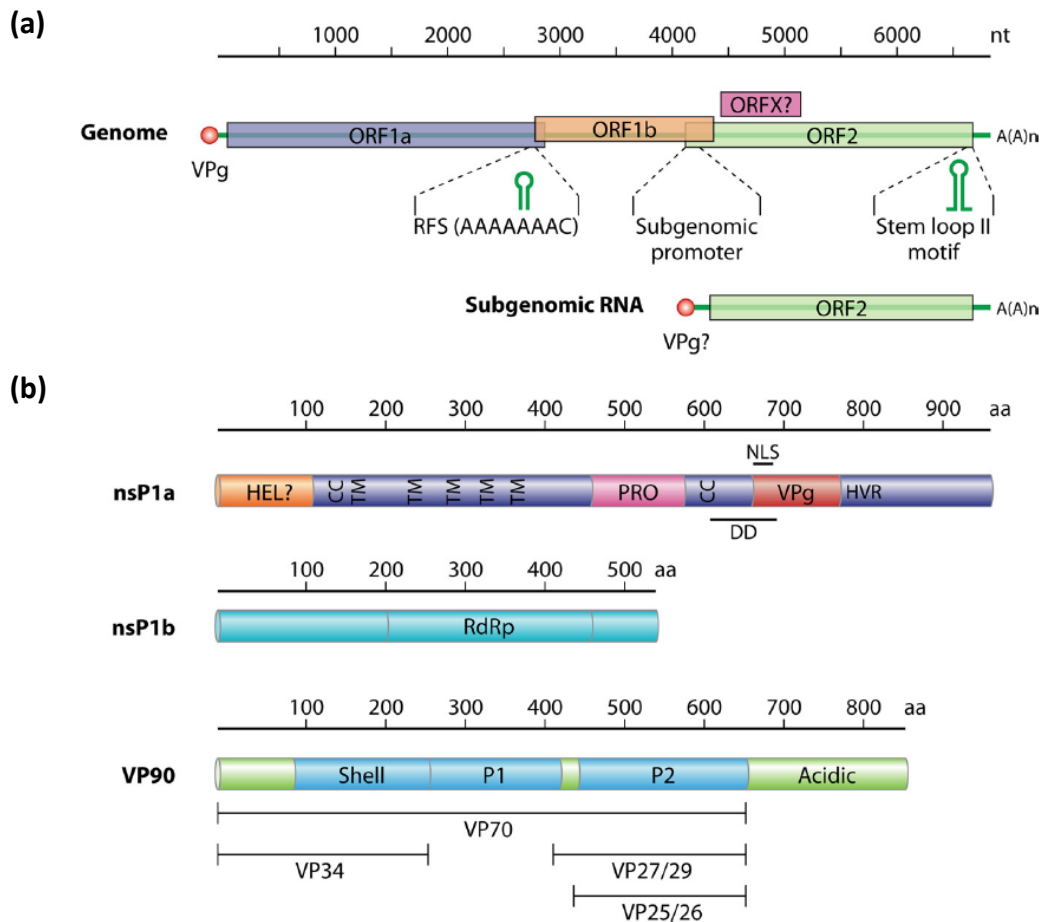 (a)
1000 2000 3000 4000 5000 6000 nt
ORFX?
Genome ORF1a ORF1b ORF2 A(A)n
VPg
RFS (AAAAAAAC) Subgenomic Stem loop II
promoter motif
Subgenomic RNA ORF2 A(A)n
VPg?
(b)
100 200 300 400 500 600 700 800 900 aa
NLS
nsP1a HEL? CC TM TM TM TM TM PRO CC VPg HVR
DD
100 200 300 400 500 aa
nsP1b RdRp
100 200 300 400 500 600 700 800 aa
VP90 Shell P1 P2 Acidic
VP70
VP34 VP27/29
VP25/26